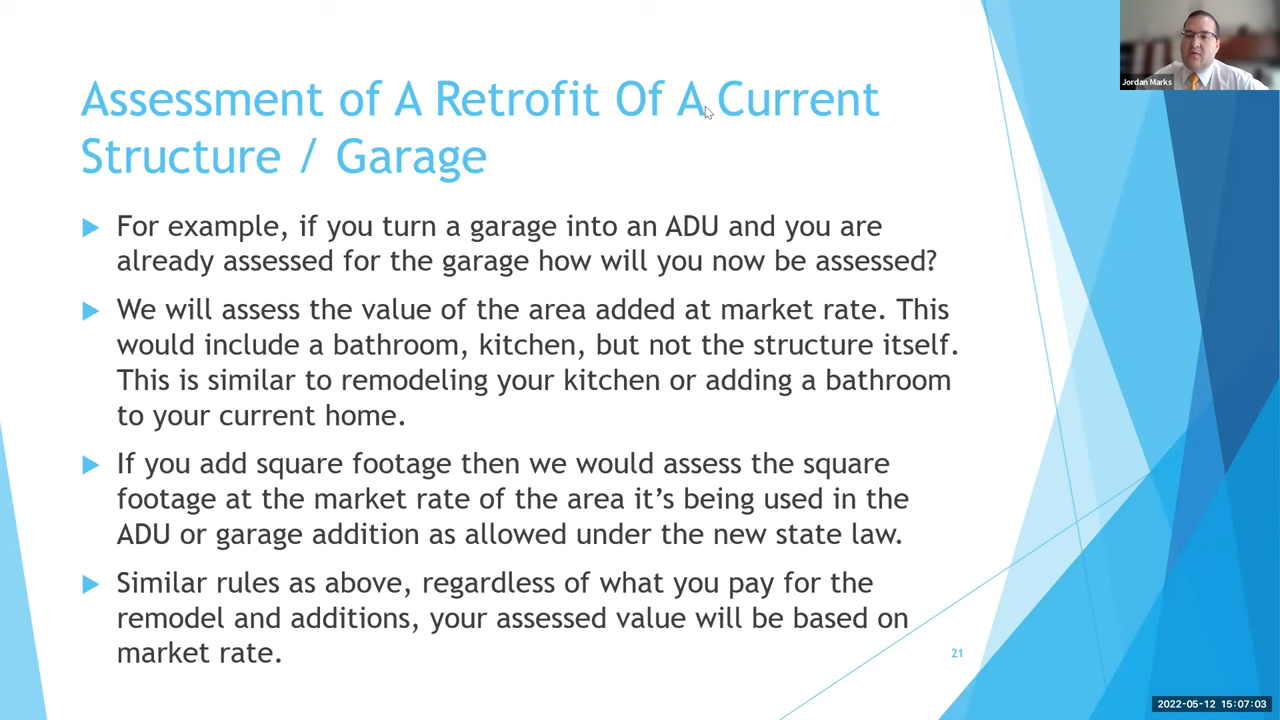 Assessment of A Retrofit Of A Current
Structure / Garage
For example, if you turn a garage into an ADU and you are
already assessed for the garage how will you now be assessed?
We will assess the value of the area added at market rate. This
would include a bathroom, kitchen, but not the structure itself.
This is similar to remodeling your kitchen or adding a bathroom
to your current home.
If you add square footage then we would assess the square
footage at the market rate of the area it’s being used in the
ADU or garage addition as allowed under the new state law.
Similar rules as above, regardless of what you pay for the
remodel and additions, your assessed value will be based on
market rate.
21
Jordan Marks
2022-05-12 15:07:03